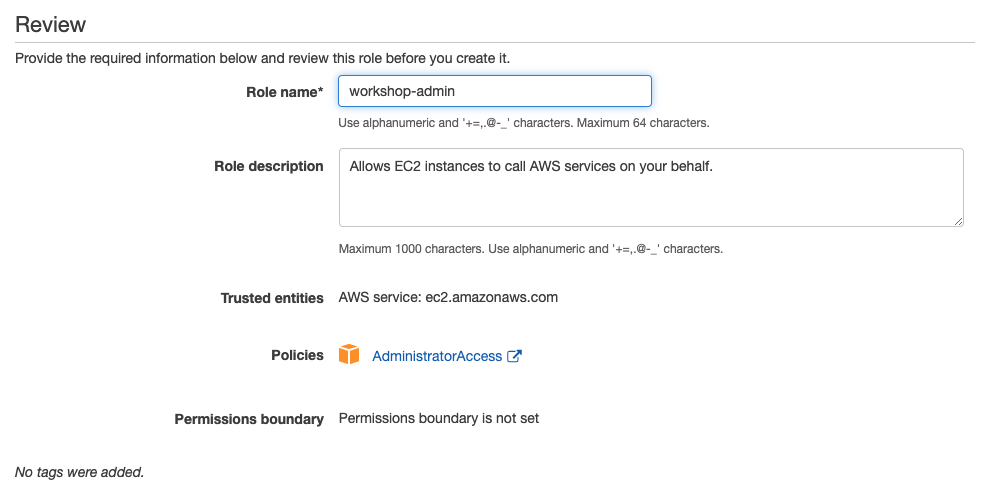 Review
Provide the required information below and review this role before you create it.
Role name* workshop-admin
Use alphanumeric and '+=,.@-_' characters. Maximum 64 characters.
Role description Allows EC2 instances to call AWS services on your behalf.
Maximum 1000 characters. Use alphanumeric and '+=,.@-_' characters.
Trusted entities AWS service: ec2.amazonaws.com
Policies AdministratorAccess
Permissions boundary Permissions boundary is not set
No tags were added.